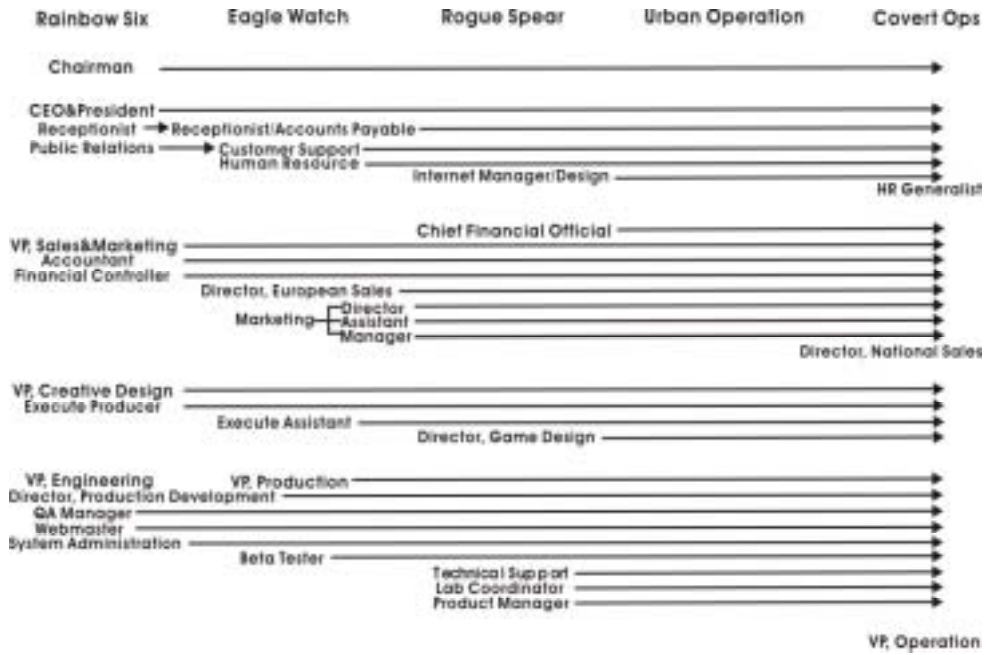 Rainbow Six Eagle Watch Rogue Spear Urban Operation Covert Ops
Chairman
CEO&President
Receptionist Receptionist/Accounts Payable
Public Relations Customer Support
Human Resource
Internet Manager/Design
HR Generalist
Chief Financial Official
VP, Sales&Marketing
Accountant
Financial Controller
Director, European Sales
Director
Marketing Assistant
Manager
Director, National Sales
VP, Creative Design
Execute Producer
Execute Assistant
Director, Game Design
VP, Engineering VP, Production
Director, Production Development
QA Manager
Webmaster
System Administration
Beta Tester
Technical Support
Lab Coordinator
Product Manager
VP, Operation